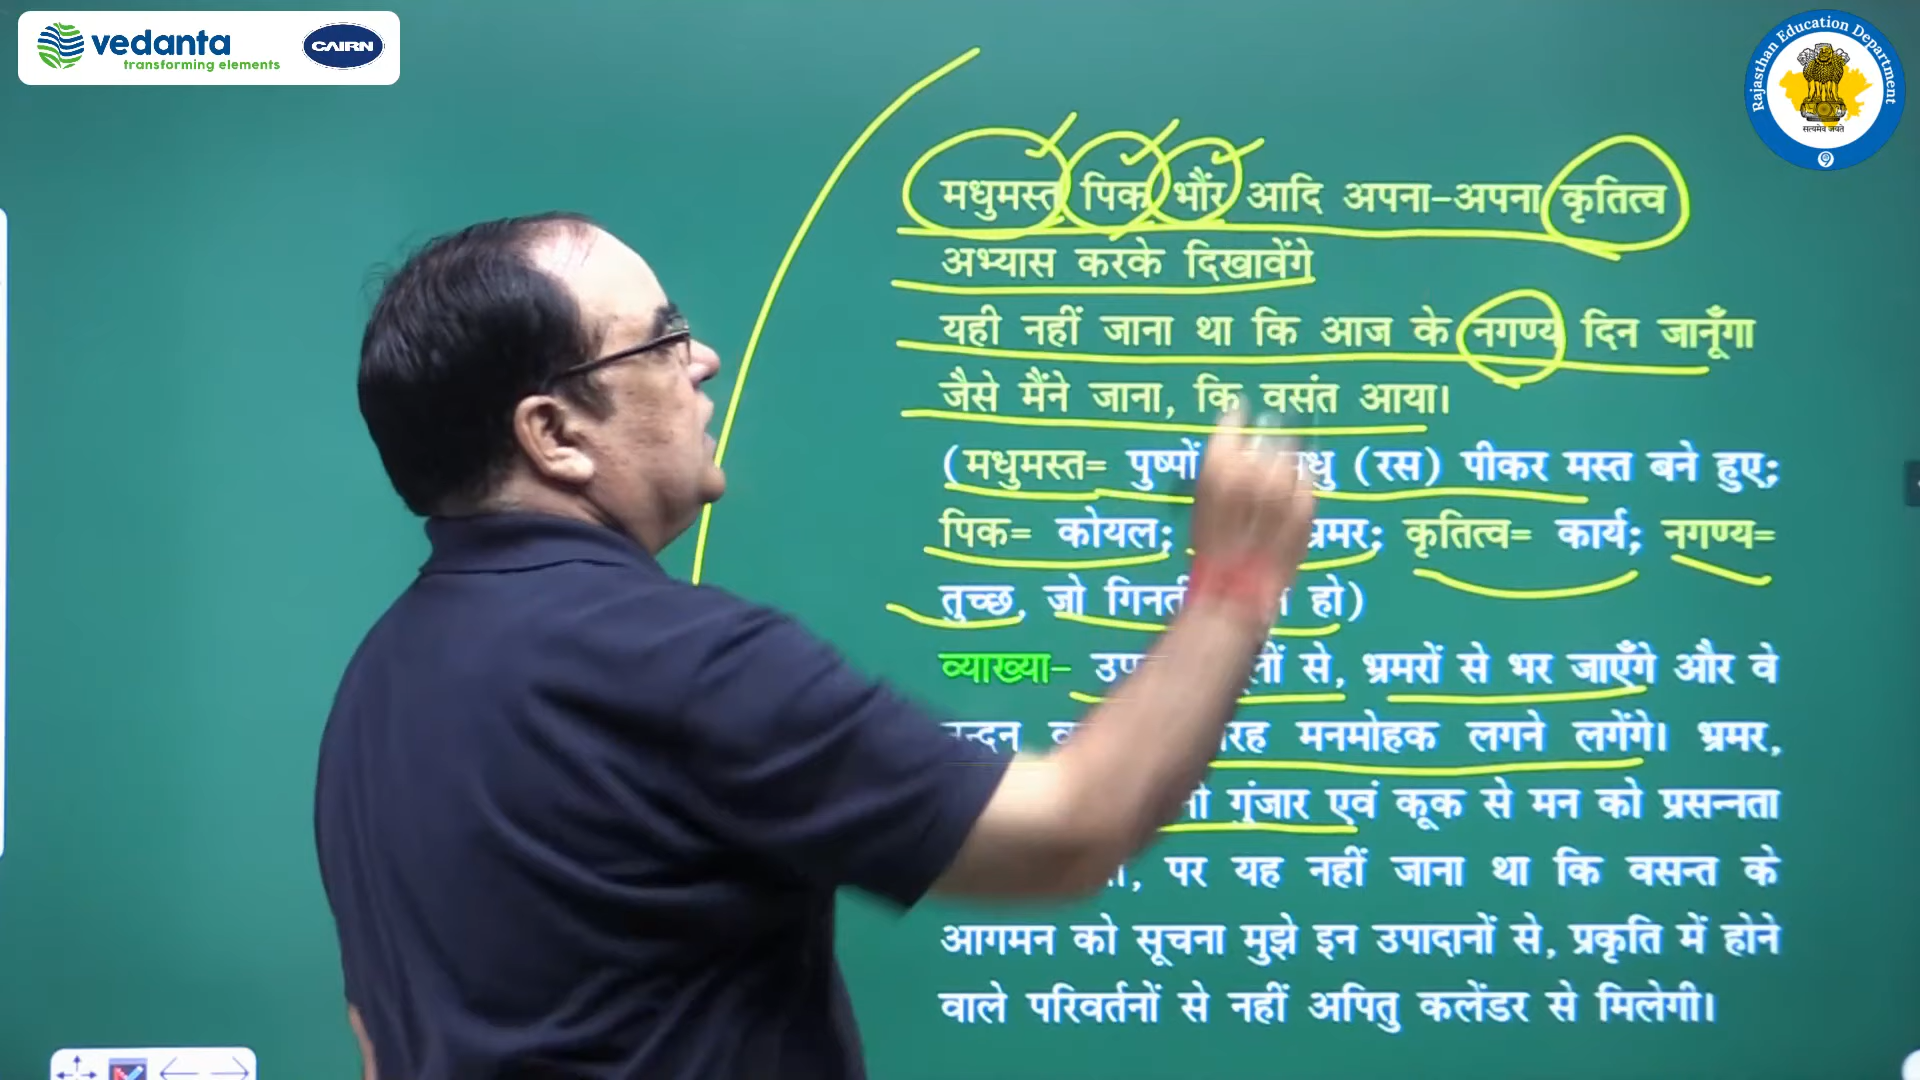 vedanta
transforming elements
CAIRN
Rajasthan Education Department
सत्यमेव जयते
मधुमस्त पिक भौंर आदि अपना-अपना कृतित्व
अभ्यास करके दिखावेंगे
यही नहीं जाना था कि आज के नगण्य दिन जानूँगा
जैसे मैंने जाना, कि वसंत आया।
(मधुमस्त= पुष्पों मधु (रस) पीकर मस्त बने हुए;
पिक= कोयल; भ्रमर; कृतित्व= कार्य; नगण्य=
तुच्छ, जो गिनती हो)
व्याख्या- से, भ्रमरों से भर जाएँगे और वे
नन्दन तरह मनमोहक लगने लगेंगे। भ्रमर,
गुंजार एवं कूक से मन को प्रसन्नता
पर यह नहीं जाना था कि वसन्त के
आगमन को सूचना मुझे इन उपादानों से, प्रकृति में होने
वाले परिवर्तनों से नहीं अपितु कलेंडर से मिलेगी।